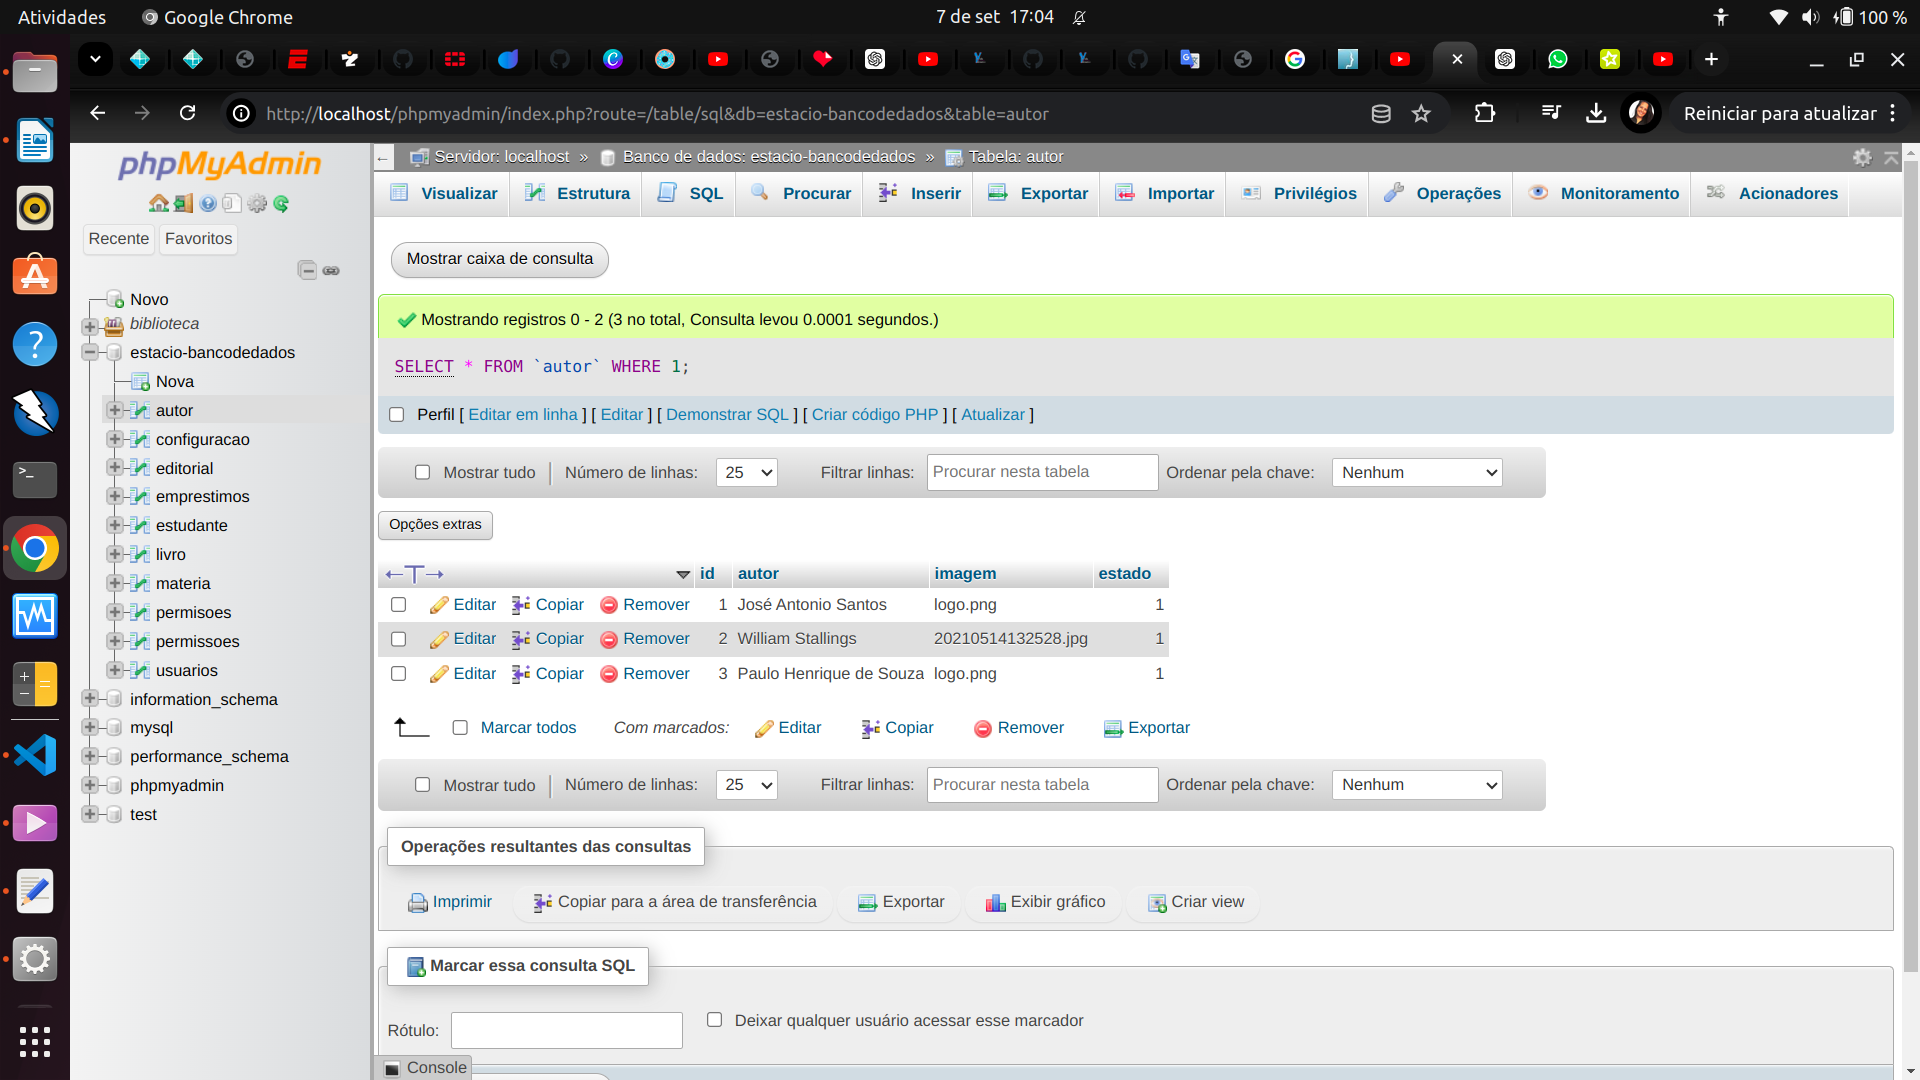 Atividades
Google Chrome
7 de set 17:04
100 %
http://localhost/phpmyadmin/index.php?route=/table/sql&db=estacio-bancodedados&table=autor
Reiniciar para atualizar
phpMyAdmin
Recente
Favoritos
Novo
biblioteca
estacio-bancodedados
Nova
autor
configuracao
editorial
emprestimos
estudante
livro
materia
permisoes
permissoes
usuarios
information_schema
mysql
performance_schema
phpmyadmin
test
Servidor: localhost » Banco de dados: estacio-bancodedados » Tabela: autor
Visualizar Estrutura SQL Procurar Inserir Exportar Importar Privilégios Operações Monitoramento Acionadores
Mostrar caixa de consulta
Mostrando registros 0 - 2 (3 no total, Consulta levou 0.0001 segundos.)
SELECT * FROM `autor` WHERE 1;
Perfil [ Editar em linha ] [ Editar ] [ Demonstrar SQL ] [ Criar código PHP ] [ Atualizar ]
Mostrar tudo | Número de linhas: 25 Filtrar linhas: Procurar nesta tabela Ordenar pela chave: Nenhum
Opções extras
id autor imagem estado
Editar Copiar Remover 1 José Antonio Santos logo.png 1
Editar Copiar Remover 2 William Stallings 20210514132528.jpg 1
Editar Copiar Remover 3 Paulo Henrique de Souza logo.png 1
Marcar todos Com marcados: Editar Copiar Remover Exportar
Mostrar tudo | Número de linhas: 25 Filtrar linhas: Procurar nesta tabela Ordenar pela chave: Nenhum
Operações resultantes das consultas
Imprimir Copiar para a área de transferência Exportar Exibir gráfico Criar view
Marcar essa consulta SQL
Rótulo: Deixar qualquer usuário acessar esse marcador
Console